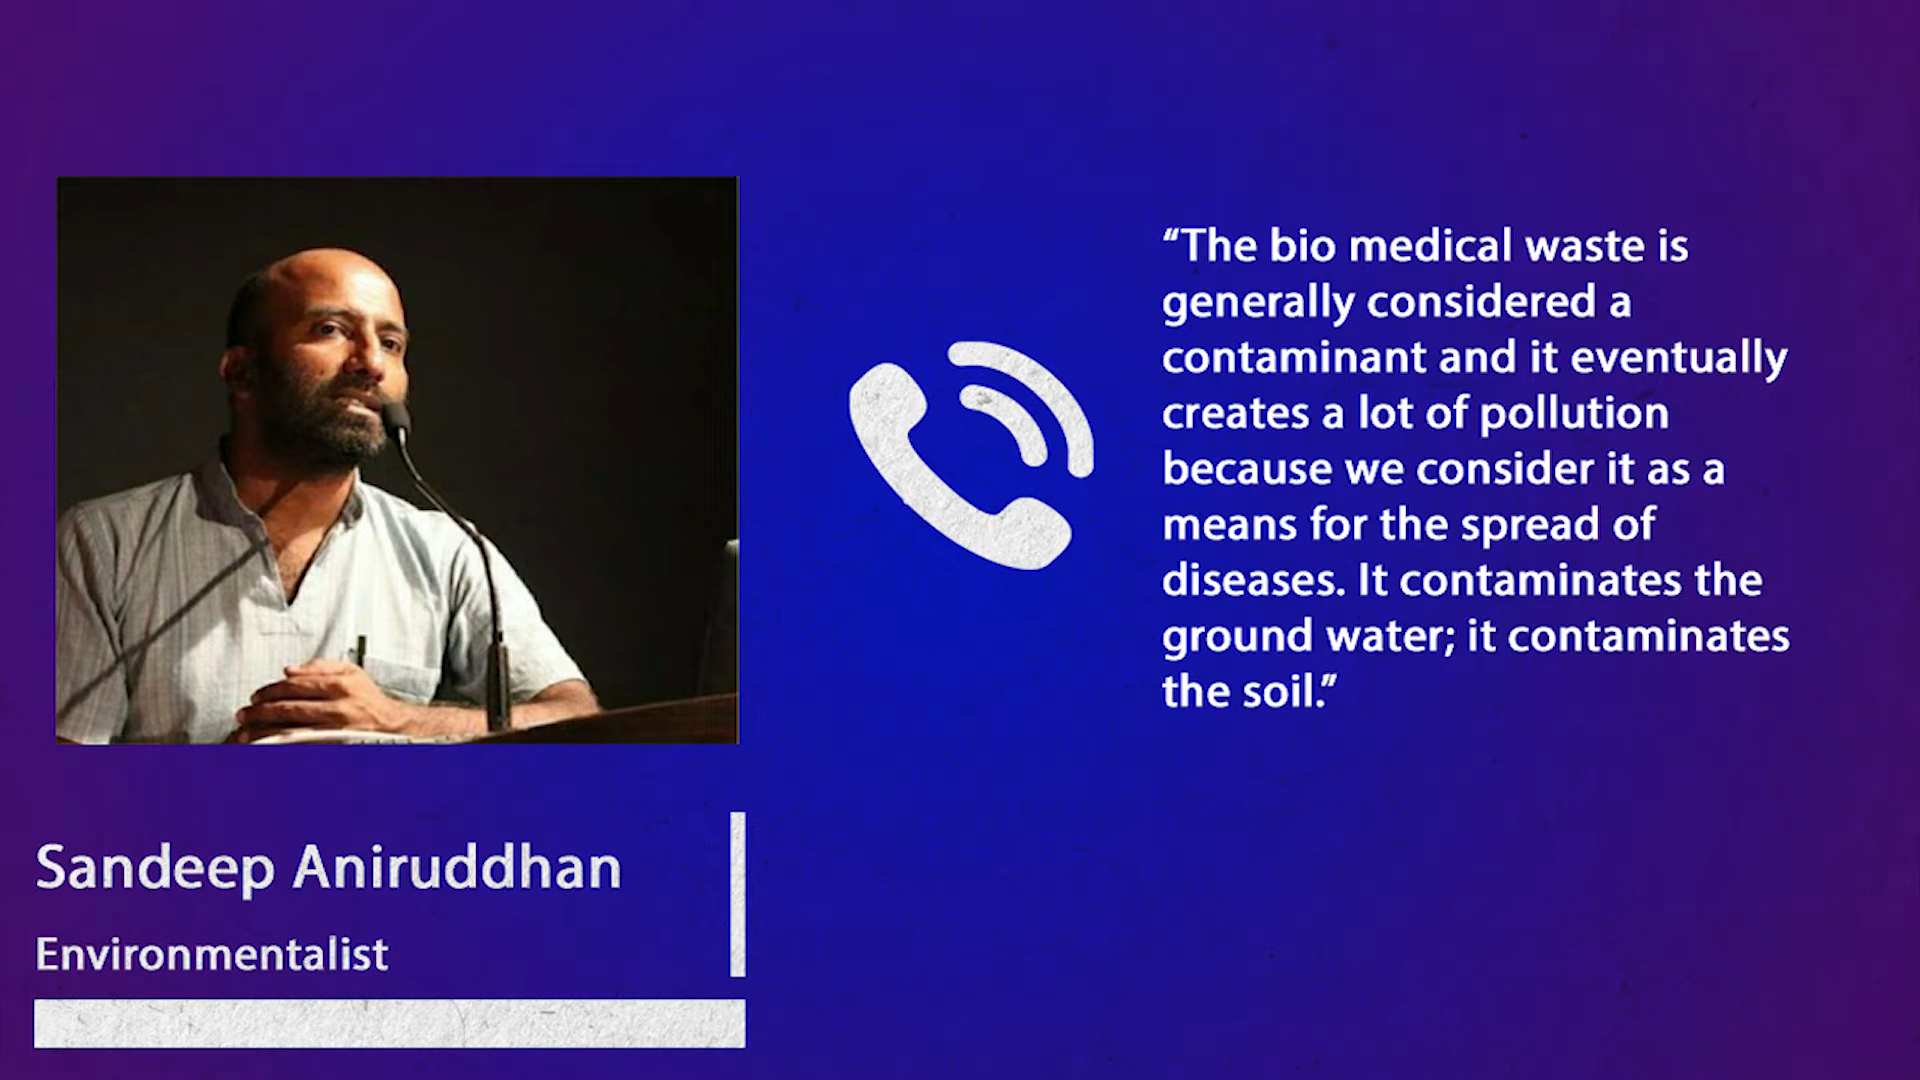 “The bio medical waste is
generally considered a
contaminant and it eventually
creates a lot of pollution
because we consider it as a
means for the spread of
diseases. It contaminates the
ground water; it contaminates
the soil.”
Sandeep Aniruddhan
Environmentalist